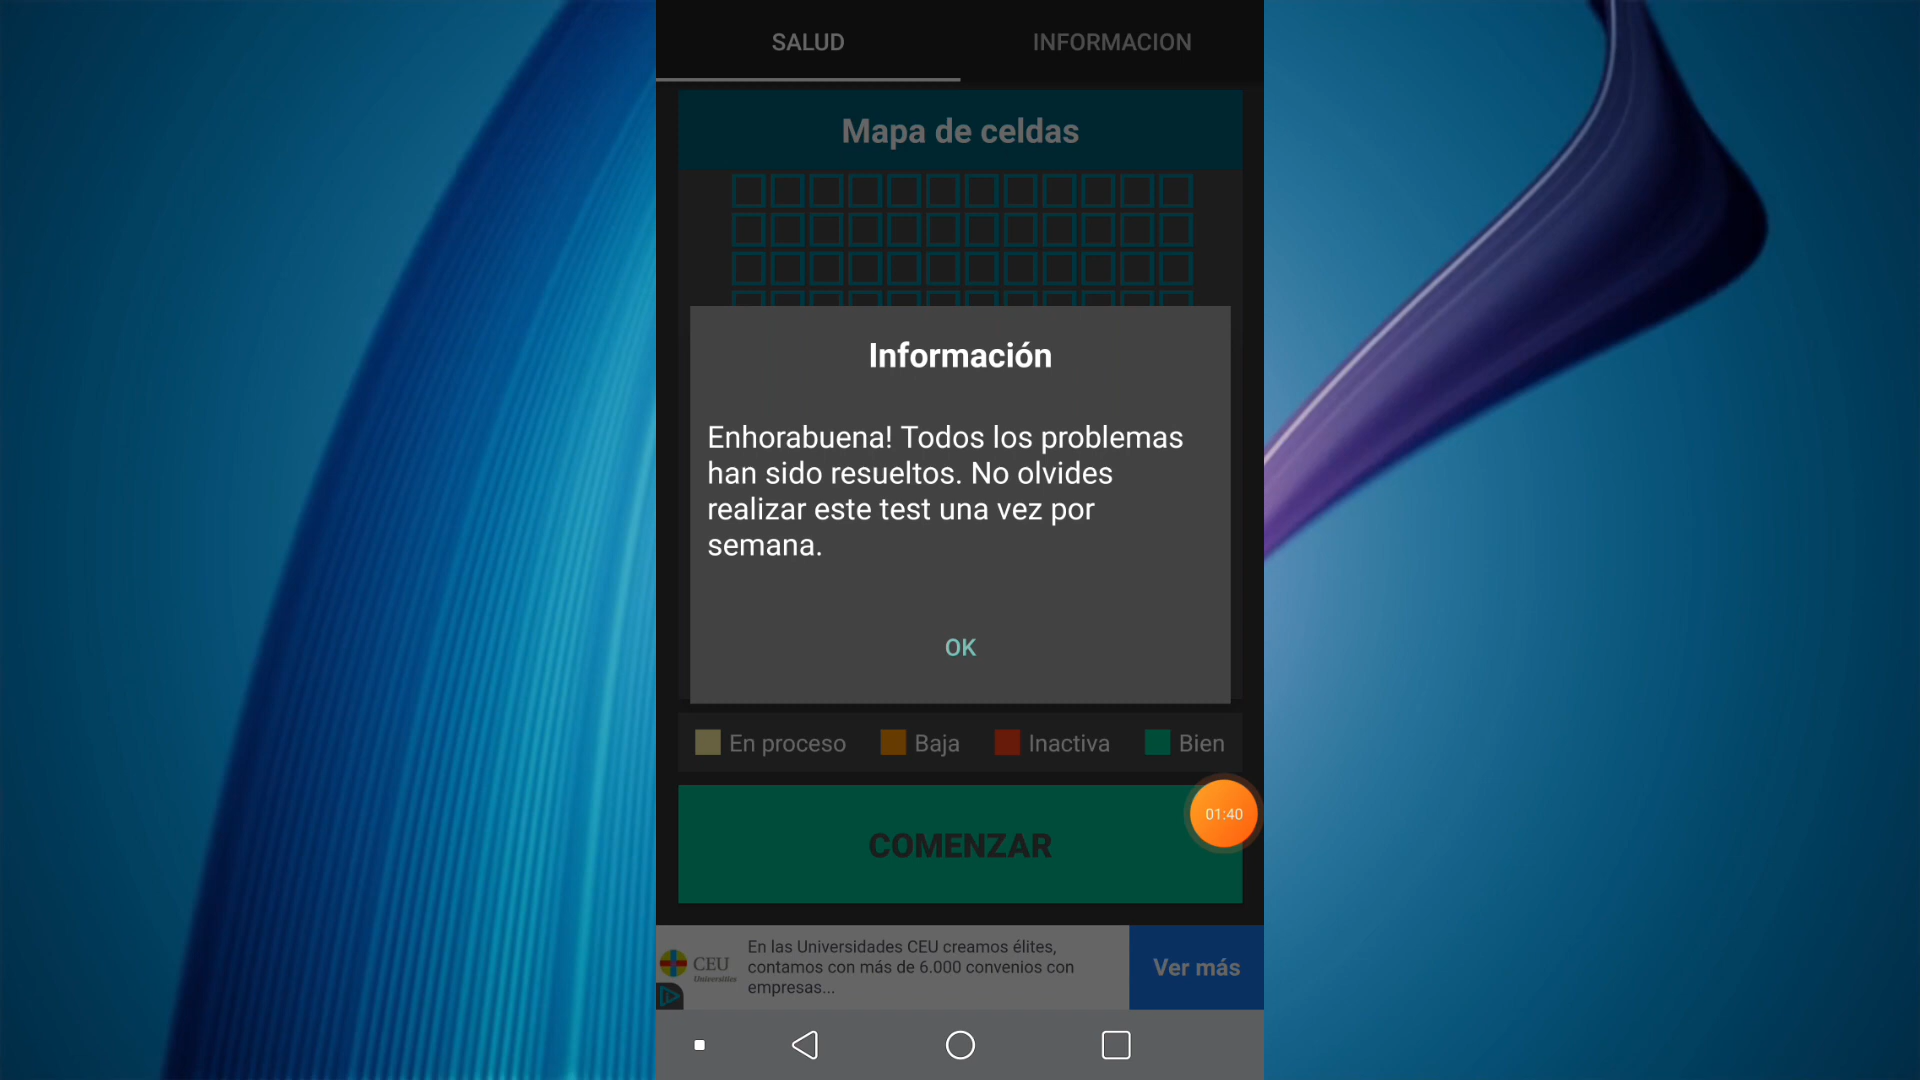 SALUD
INFORMACION
Mapa de celdas
Información
Enhorabuena! Todos los problemas
han sido resueltos. No olvides
realizar este test una vez por
semana.
OK
En proceso
Baja
Inactiva
Bien
01:40
COMENZAR
CEU
Universities
En las Universidades CEU creamos élites,
contamos con más de 6.000 convenios con
empresas...
Ver más